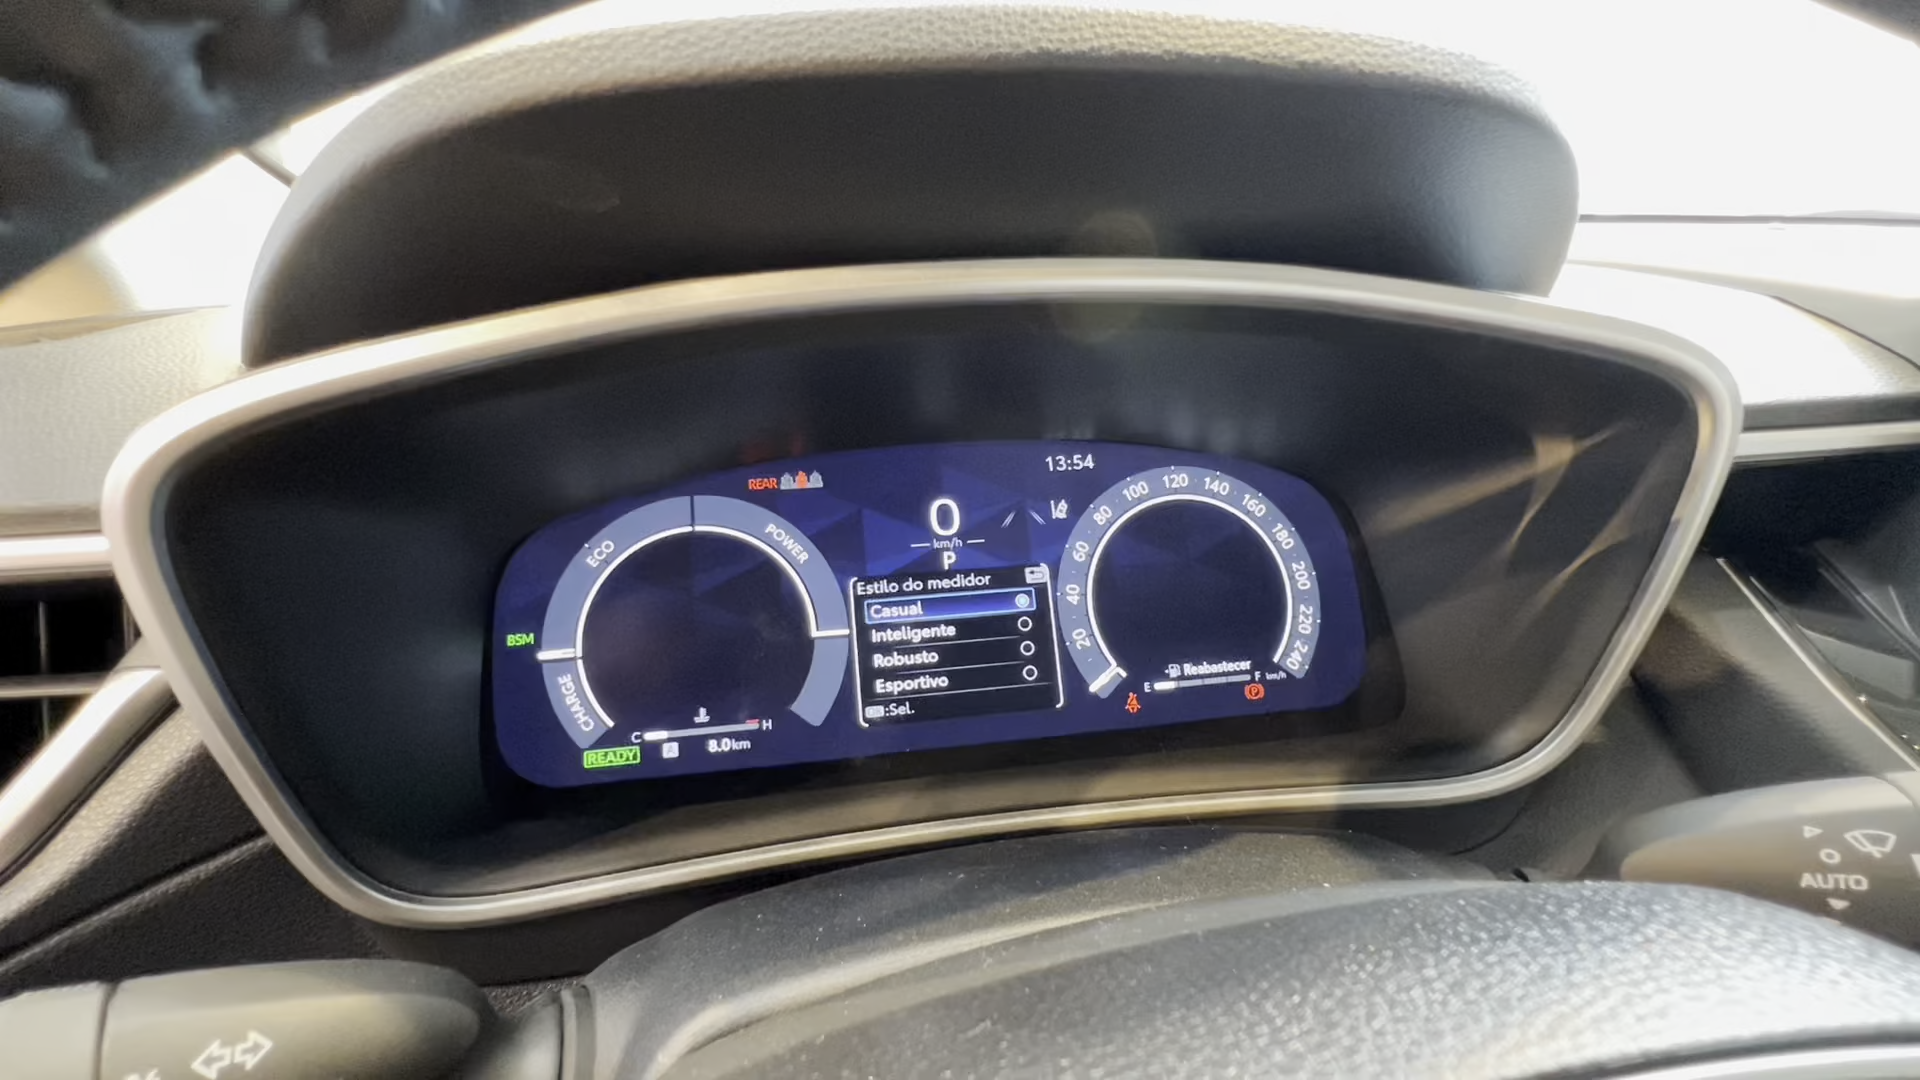 13:54
REAR
0
km/h
P
ECO
POWER
CHARGE
BSM
Estilo do medidor
Casual
Inteligente
Robusto
Esportivo
OK:Sel.
20
40
60
80
100
120
140
160
180
200
220
240
km/h
Reabastecer
E F
P
C H
A 8.0km
READY
AUTO